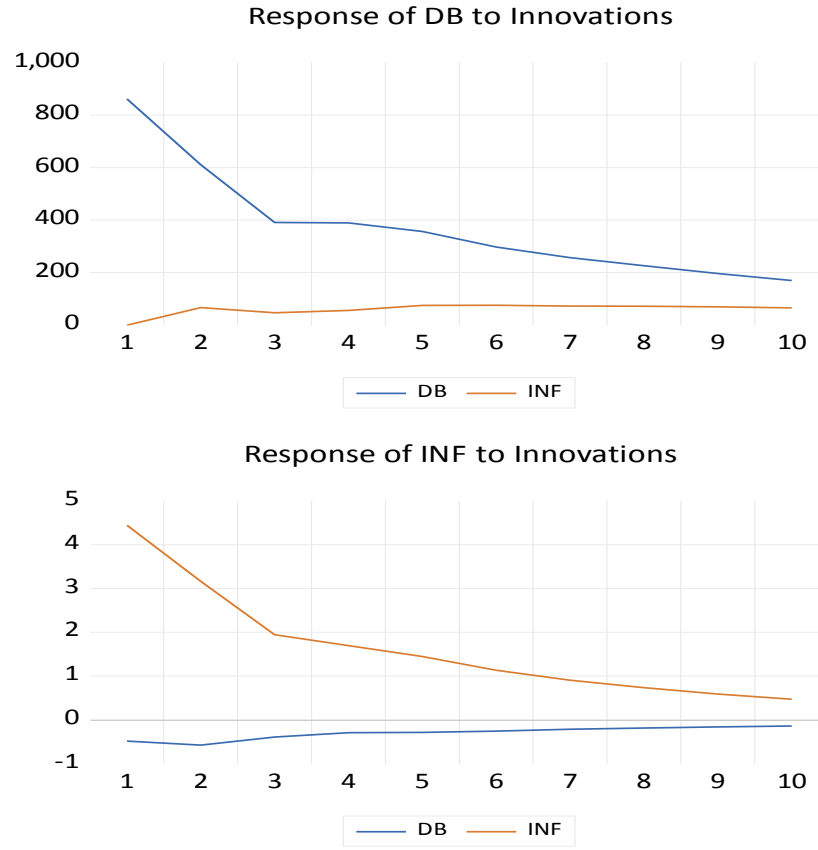 Response of DB to Innovations
1,000
800
600
400
200
0
1 2 3 4 5 6 7 8 9 10
DB INF
Response of INF to Innovations
5
4
3
2
1
0
-1
1 2 3 4 5 6 7 8 9 10
DB INF